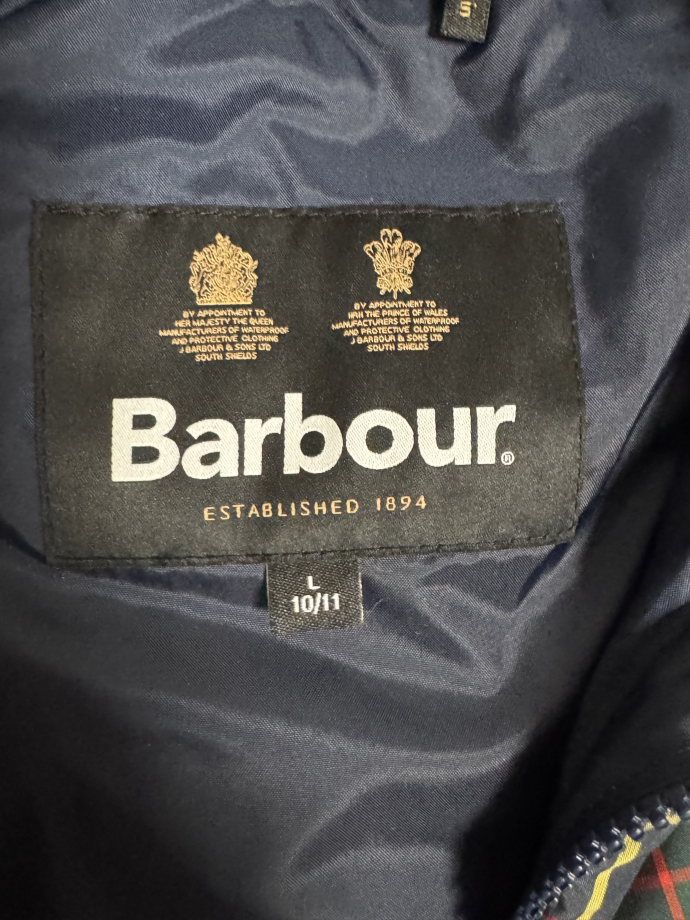 S
BY APPOINTMENT TO
HER MAJESTY THE QUEEN
MANUFACTURERS OF WATERPROOF
AND PROTECTIVE CLOTHING
J BARBOUR & SONS LTD
SOUTH SHIELDS
BY APPOINTMENT TO
HRH THE PRINCE OF WALES
MANUFACTURERS OF WATERPROOF
AND PROTECTIVE CLOTHING
J BARBOUR & SONS LTD
SOUTH SHIELDS
Barbour®
ESTABLISHED 1894
L
10/11